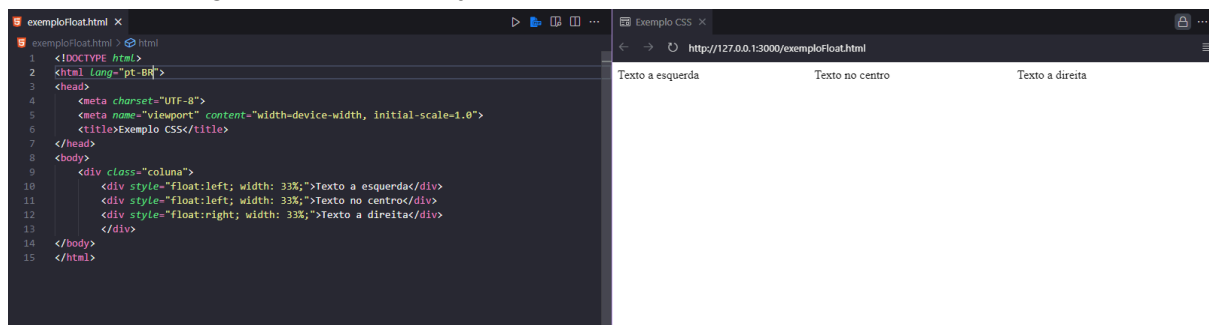 exemploFloat.html
exemploFloat.html > html
1 <!DOCTYPE html>
2 <html lang="pt-BR">
3 <head>
4 <meta charset="UTF-8">
5 <meta name="viewport" content="width=device-width, initial-scale=1.0">
6 <title>Exemplo CSS</title>
7 </head>
8 <body>
9 <div class="coluna">
10 <div style="float:left; width: 33%;">Texto a esquerda</div>
11 <div style="float:left; width: 33%;">Texto no centro</div>
12 <div style="float:right; width: 33%;">Texto a direita</div>
13 </div>
14 </body>
15 </html>
Exemplo CSS
http://127.0.0.1:3000/exemploFloat.html
Texto a esquerda Texto no centro Texto a direita